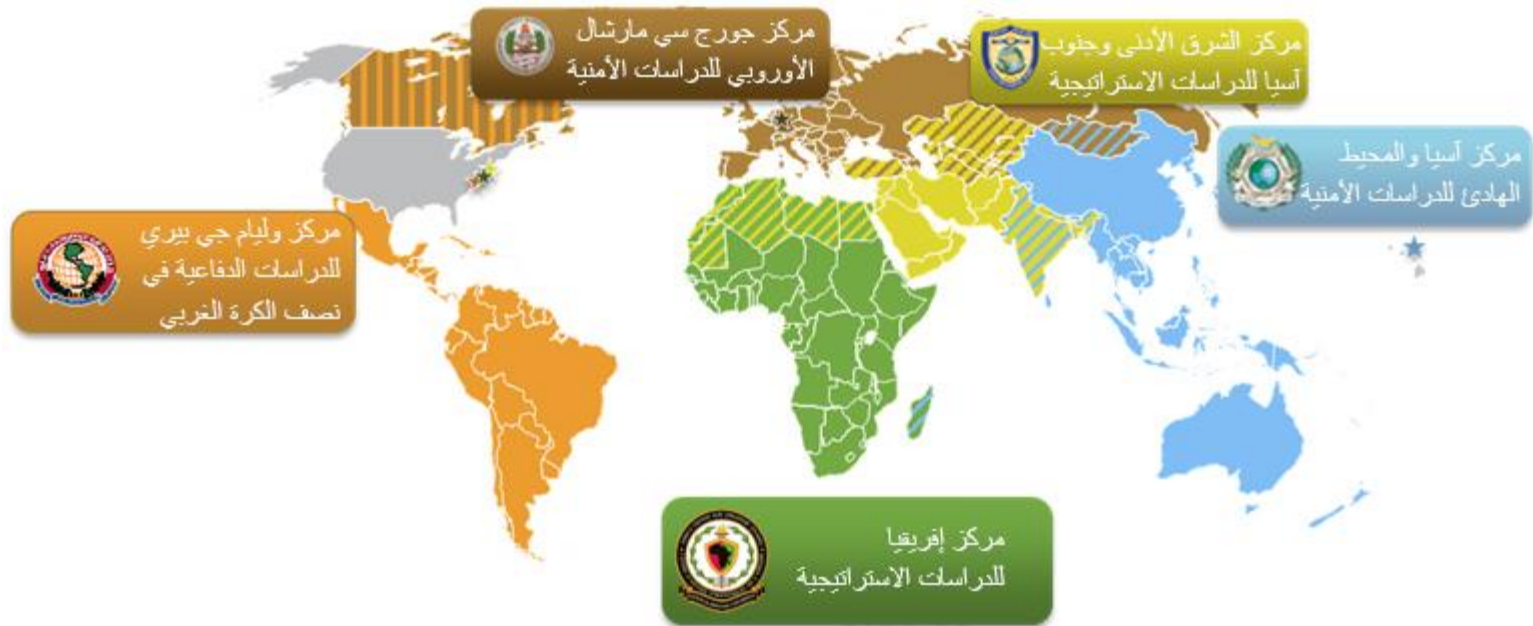 مركز جورج سي مارشال
الأوروبي للدراسات الأمنية
مركز الشرق الأدنى وجنوب
آسيا للدراسات الاستراتيجية
مركز آسيا والمحيط
الهادئ للدراسات الأمنية
مركز وليام جي بيري
للدراسات الدفاعية في
نصف الكرة الغربي
مركز إفريقيا
للدراسات الاستراتيجية